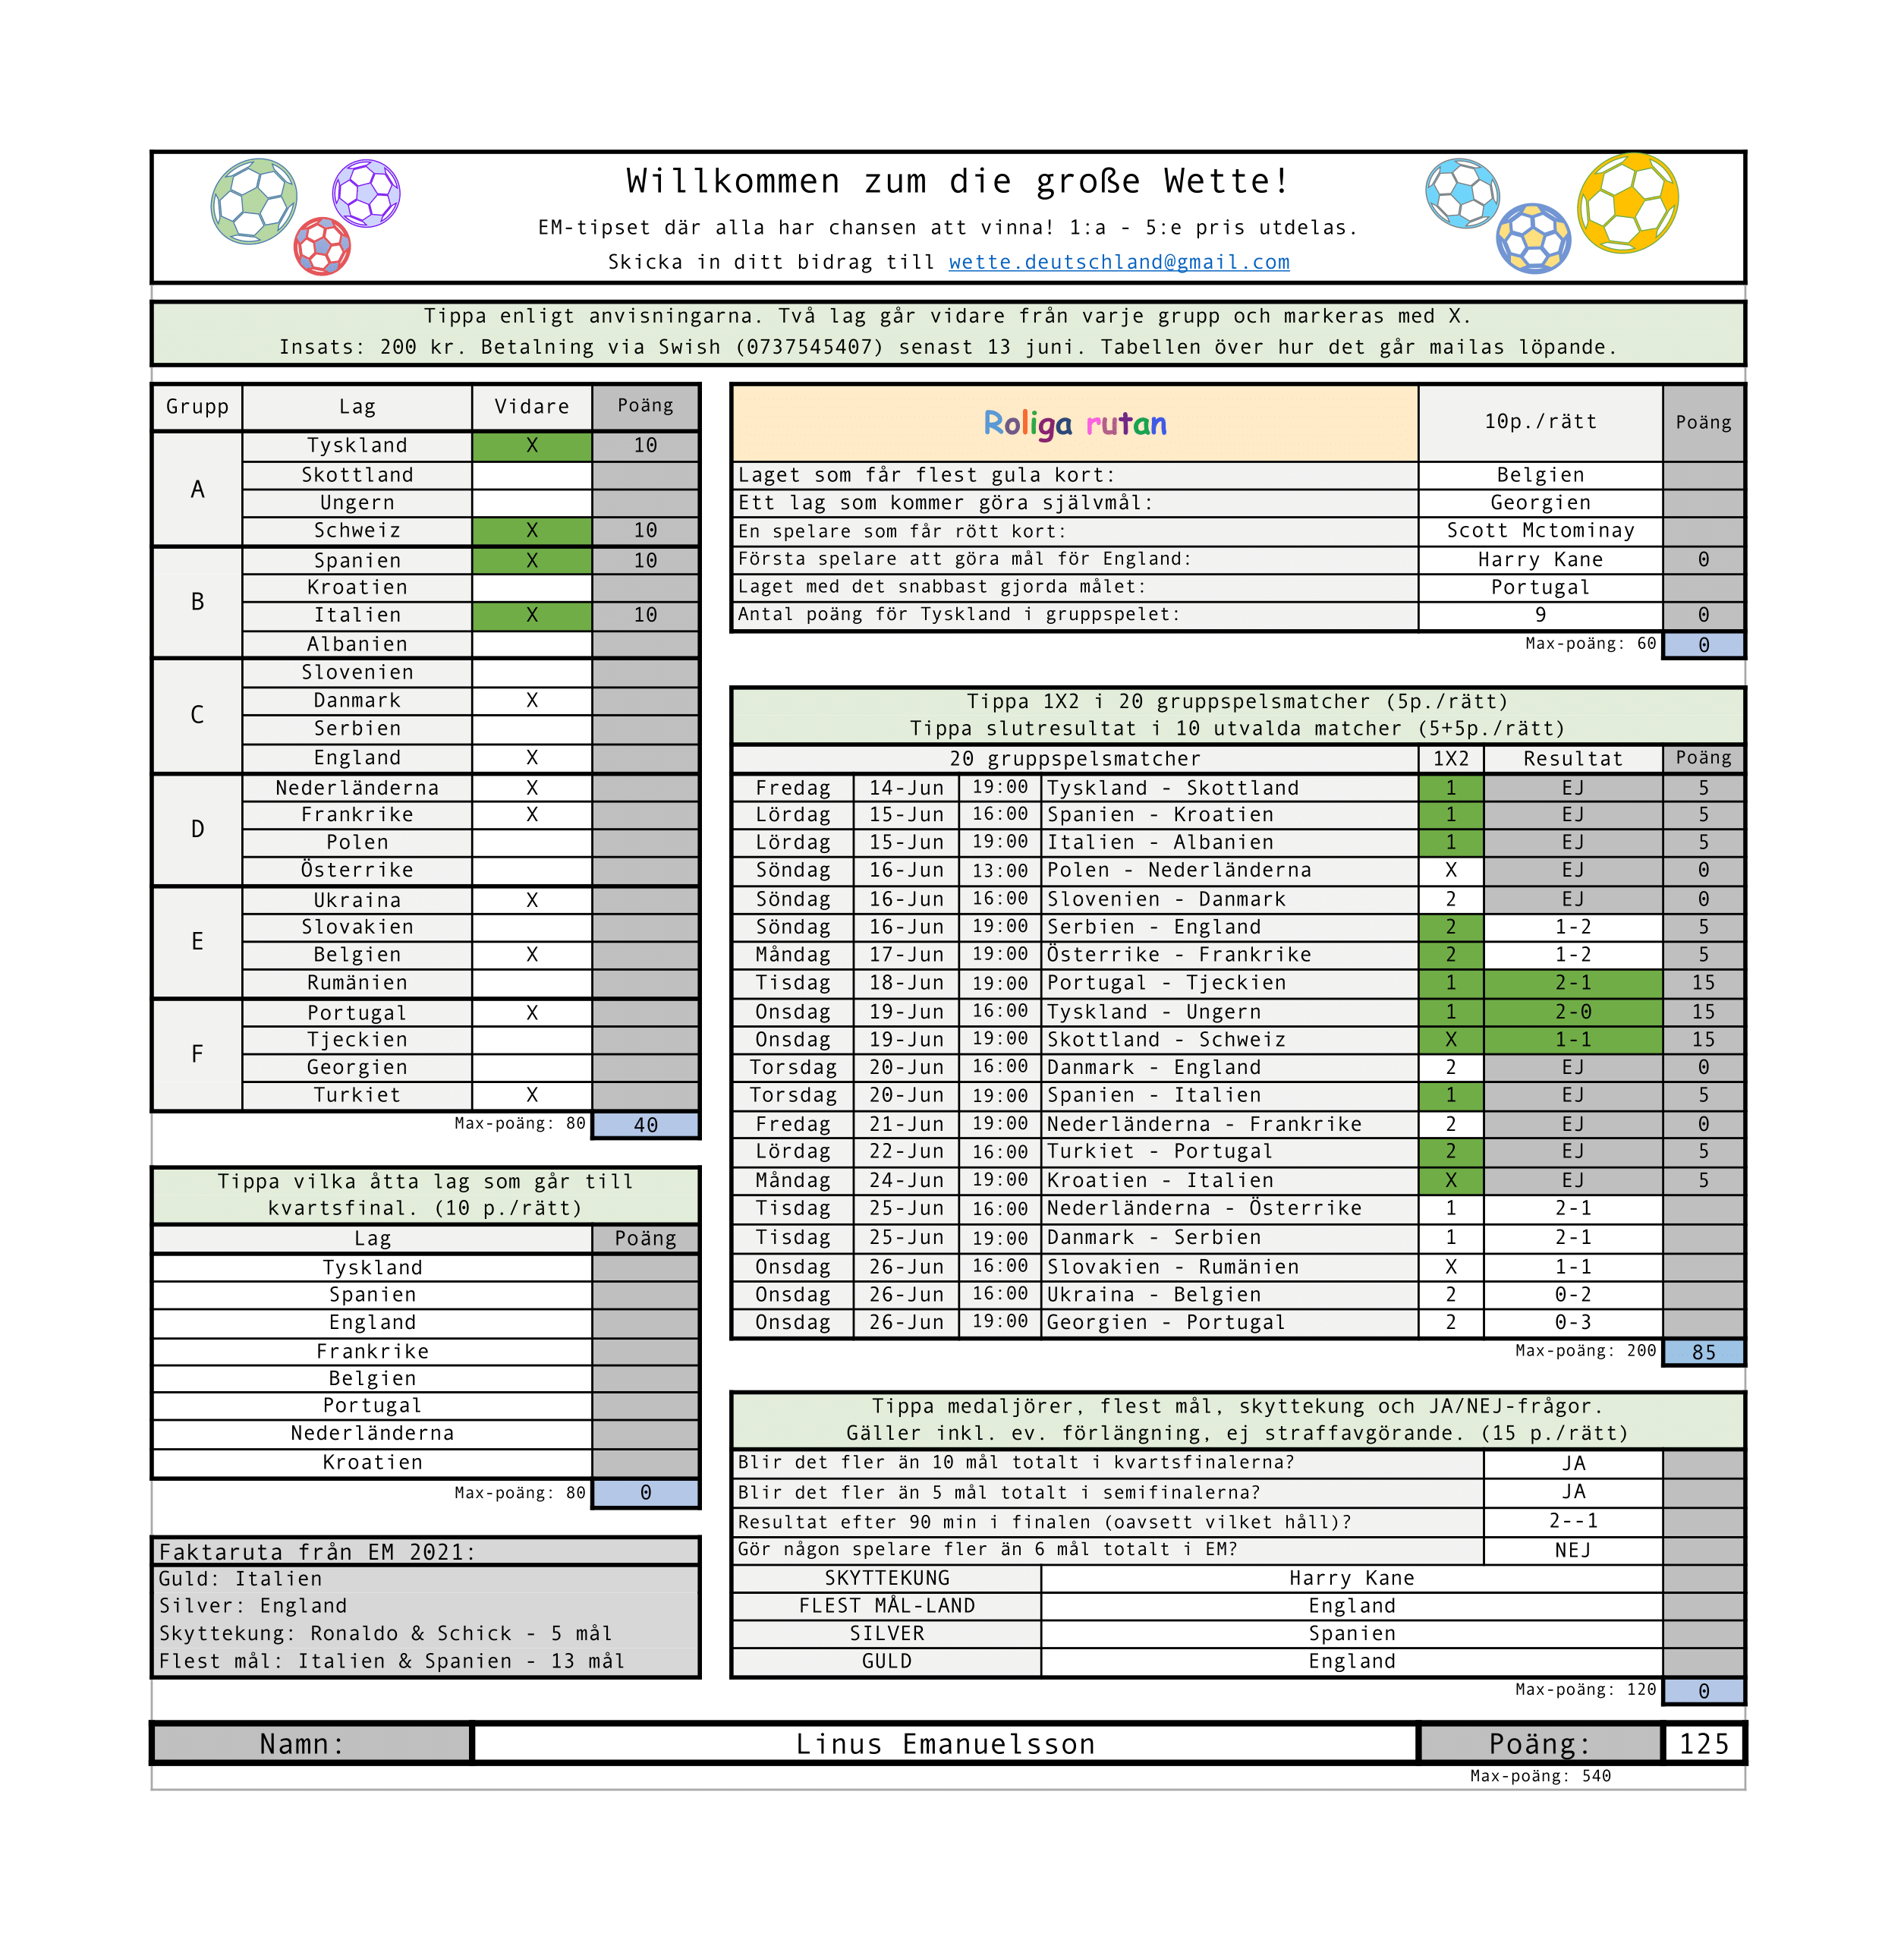 Willkommen zum die große Wette!
EM-tipset där alla har chansen att vinna! 1:a - 5:e pris utdelas.
Skicka in ditt bidrag till wette.deutschland@gmail.com
Tippa enligt anvisningarna. Två lag går vidare från varje grupp och markeras med X.
Insats: 200 kr. Betalning via Swish (0737545407) senast 13 juni. Tabellen över hur det går mailas löpande.
Grupp Lag Vidare Poäng
A
Tyskland X 10
Skottland
Ungern
Schweiz X 10
B
Spanien X 10
Kroatien
Italien X 10
Albanien
C
Slovenien
Danmark X
Serbien
England X
D
Nederländerna X
Frankrike X
Polen
Österrike
E
Ukraina X
Slovakien
Belgien X
Rumänien
F
Portugal X
Tjeckien
Georgien
Turkiet X
Max-poäng: 80 40
Tippa vilka åtta lag som går till
kvartsfinal. (10 p./rätt)
Lag Poäng
Tyskland
Spanien
England
Frankrike
Belgien
Portugal
Nederländerna
Kroatien
Max-poäng: 80 0
Faktaruta från EM 2021:
Guld: Italien
Silver: England
Skyttekung: Ronaldo & Schick - 5 mål
Flest mål: Italien & Spanien - 13 mål
Roliga rutan 10p./rätt Poäng
Laget som får flest gula kort: Belgien
Ett lag som kommer göra självmål: Georgien
En spelare som får rött kort: Scott Mctominay
Första spelare att göra mål för England: Harry Kane 0
Laget med det snabbast gjorda målet: Portugal
Antal poäng för Tyskland i gruppspelet: 9 0
Max-poäng: 60 0
Tippa 1X2 i 20 gruppspelsmatcher (5p./rätt)
Tippa slutresultat i 10 utvalda matcher (5+5p./rätt)
20 gruppspelsmatcher 1X2 Resultat Poäng
Fredag 14-Jun 19:00 Tyskland - Skottland 1 EJ 5
Lördag 15-Jun 16:00 Spanien - Kroatien 1 EJ 5
Lördag 15-Jun 19:00 Italien - Albanien 1 EJ 5
Söndag 16-Jun 13:00 Polen - Nederländerna X EJ 0
Söndag 16-Jun 16:00 Slovenien - Danmark 2 EJ 0
Söndag 16-Jun 19:00 Serbien - England 2 1-2 5
Måndag 17-Jun 19:00 Österrike - Frankrike 2 1-2 5
Tisdag 18-Jun 19:00 Portugal - Tjeckien 1 2-1 15
Onsdag 19-Jun 16:00 Tyskland - Ungern 1 2-0 15
Onsdag 19-Jun 19:00 Skottland - Schweiz X 1-1 15
Torsdag 20-Jun 16:00 Danmark - England 2 EJ 0
Torsdag 20-Jun 19:00 Spanien - Italien 1 EJ 5
Fredag 21-Jun 19:00 Nederländerna - Frankrike 2 EJ 0
Lördag 22-Jun 16:00 Turkiet - Portugal 2 EJ 5
Måndag 24-Jun 19:00 Kroatien - Italien X EJ 5
Tisdag 25-Jun 16:00 Nederländerna - Österrike 1 2-1
Tisdag 25-Jun 19:00 Danmark - Serbien 1 2-1
Onsdag 26-Jun 16:00 Slovakien - Rumänien X 1-1
Onsdag 26-Jun 16:00 Ukraina - Belgien 2 0-2
Onsdag 26-Jun 19:00 Georgien - Portugal 2 0-3
Max-poäng: 200 85
Tippa medaljörer, flest mål, skyttekung och JA/NEJ-frågor.
Gäller inkl. ev. förlängning, ej straffavgörande. (15 p./rätt)
Blir det fler än 10 mål totalt i kvartsfinalerna? JA
Blir det fler än 5 mål totalt i semifinalerna? JA
Resultat efter 90 min i finalen (oavsett vilket håll)? 2--1
Gör någon spelare fler än 6 mål totalt i EM? NEJ
SKYTTEKUNG Harry Kane
FLEST MÅL-LAND England
SILVER Spanien
GULD England
Max-poäng: 120 0
Namn: Linus Emanuelsson Poäng: 125
Max-poäng: 540